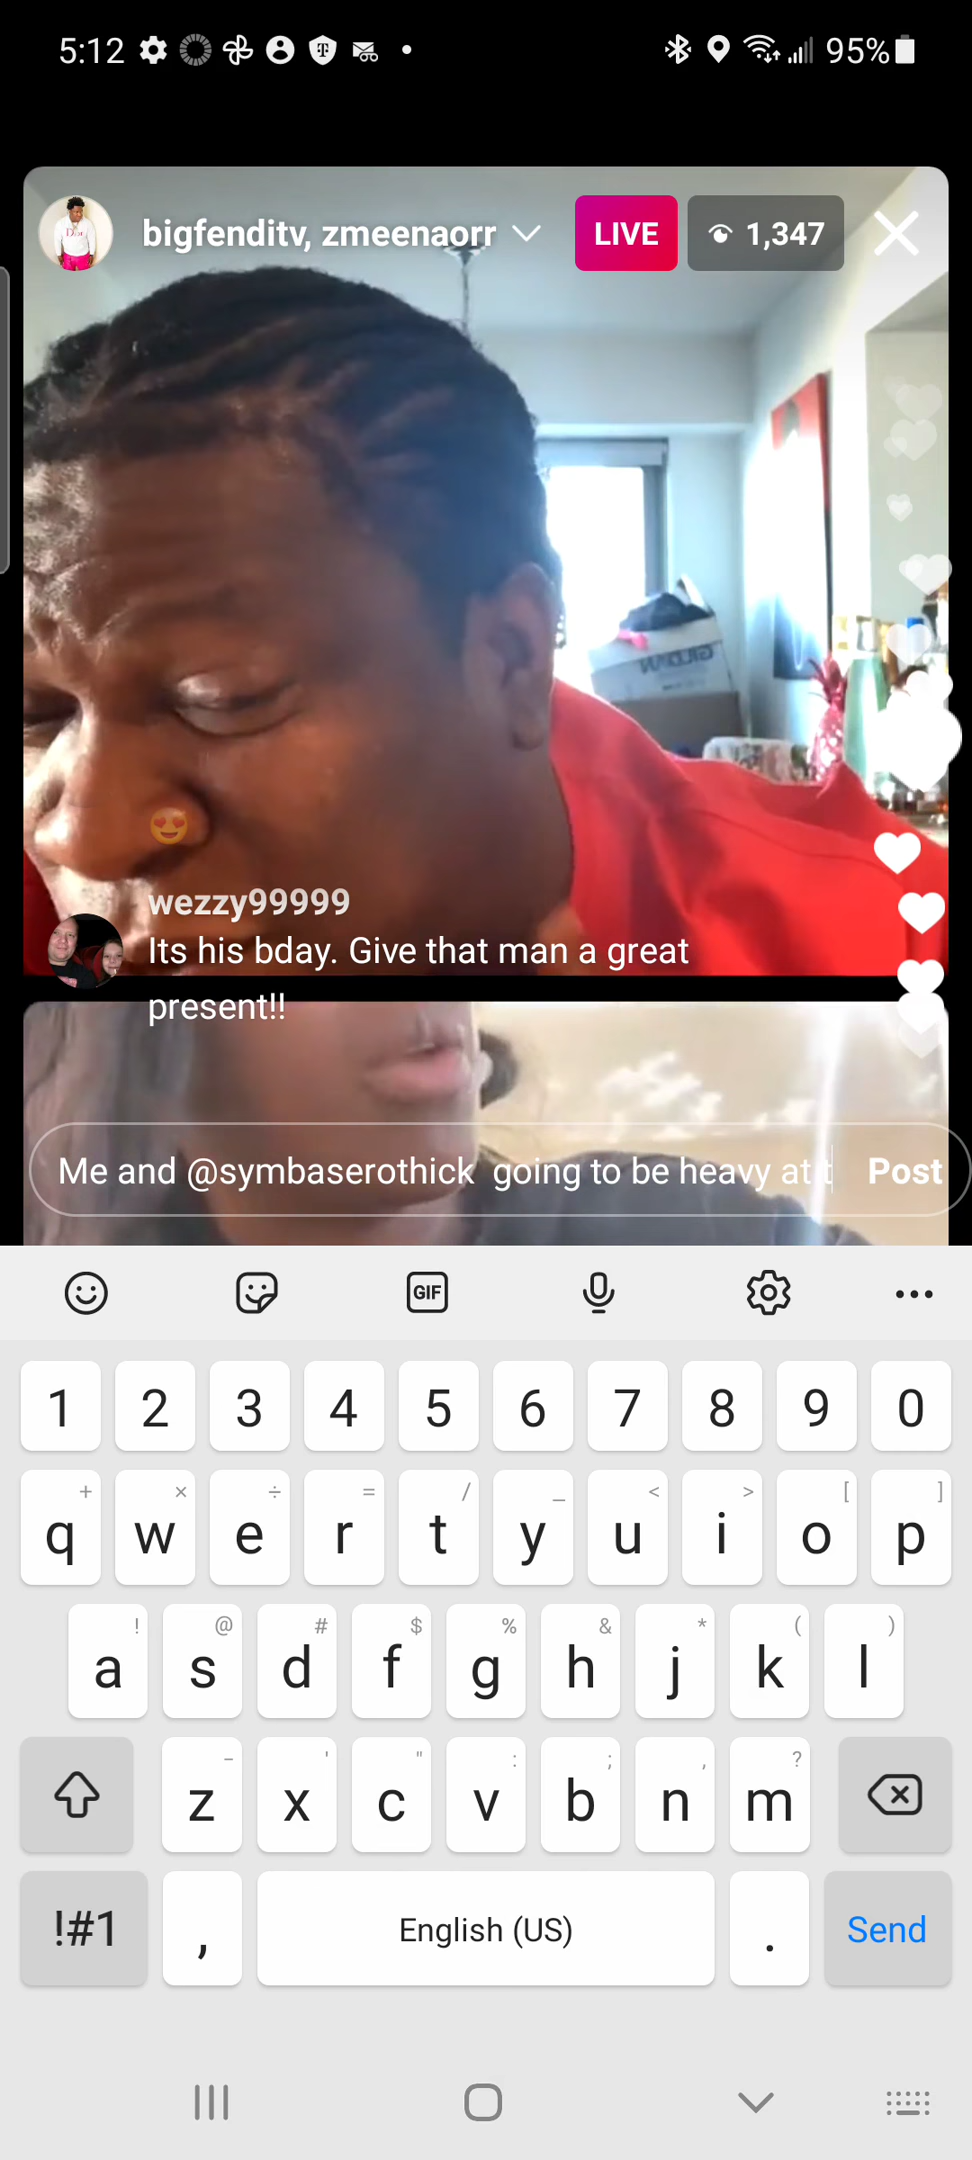 5:12 95%
bigfenditv, zmeenaorr LIVE 1,347
GILDAN
wezzy99999
Its his bday. Give that man a great
present!!
Me and @symbaserothick going to be heavy at t Post
GIF
1 2 3 4 5 6 7 8 9 0
+ × ÷ = / _ < > [ ]
q w e r t y u i o p
! @ # $ % & * ( )
a s d f g h j k l
- ' " : ; , ?
z x c v b n m
!#1 , English (US) . Send